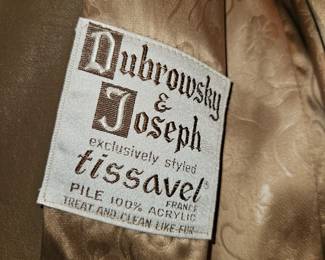 Dubrowsky
&
Joseph
exclusively styled
tissavel®
FRANCE
PILE 100% ACRYLIC
TREAT AND CLEAN LIKE FUR